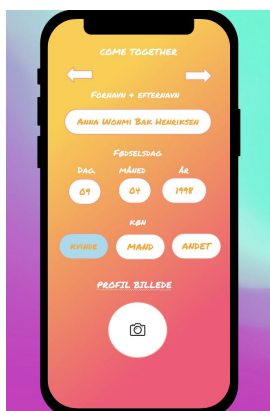 COME TOGETHER
FORNAVN + EFTERNAVN
ANNA WONMI BAK HENRIKSEN
FØDSELSDAG
DAG. MÅNED ÅR
09 04 1998
KØN
KVINDE MAND ANDET
PROFIL BILLEDE